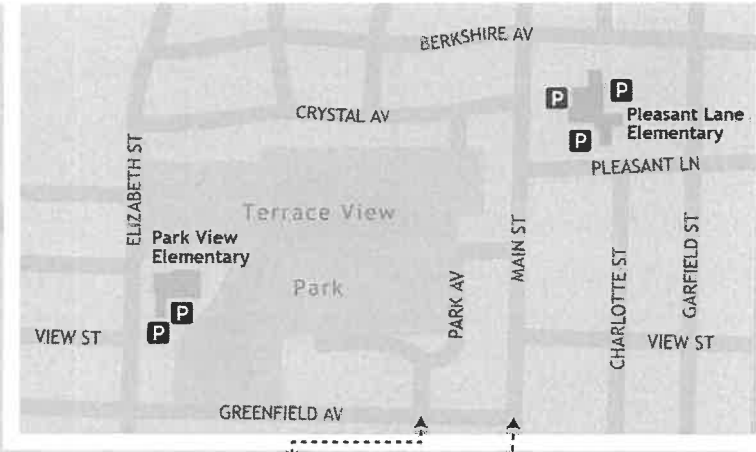 BERKSHIRE AV
P
P
CRYSTAL AV
Pleasant Lane
Elementary
P
PLEASANT LN
ELIZABETH ST
Terrace View
Park View
Elementary
MAIN ST
GARFIELD ST
Park
PARK AV
CHARLOTTE ST
P
P
VIEW ST
VIEW ST
GREENFIELD AV